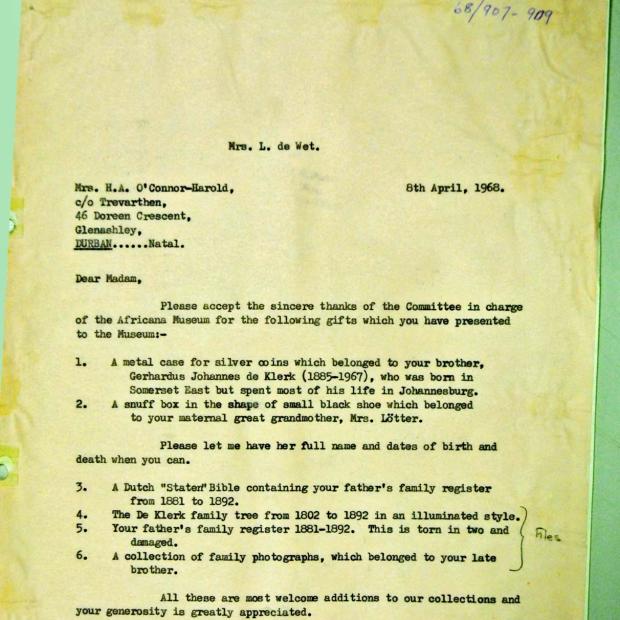 68/907-909
Mrs. L. de Wet.
Mrs. H.A. O'Connor-Harold, 8th April, 1968.
c/o Trevarthen,
46 Doreen Crescent,
Glenashley,
DURBAN......Natal.
Dear Madam,
Please accept the sincere thanks of the Committee in charge
of the Africana Museum for the following gifts which you have presented
to the Museum:-
1. A metal case for silver coins which belonged to your brother,
Gerhardus Johannes de Klerk (1885-1967), who was born in
Somerset East but spent most of his life in Johannesburg.
2. A snuff box in the shape of small black shoe which belonged
to your maternal great grandmother, Mrs. Lötter.
Please let me have her full name and dates of birth and
death when you can.
3. A Dutch "Staten" Bible containing your father's family register
from 1881 to 1892.
4. The De Klerk family tree from 1802 to 1892 in an illuminated style.
5. Your father's family register 1881-1892. This is torn in two and
damaged.
Files
6. A collection of family photographs, which belonged to your late
brother.
All these are most welcome additions to our collections and
your generosity is greatly appreciated.